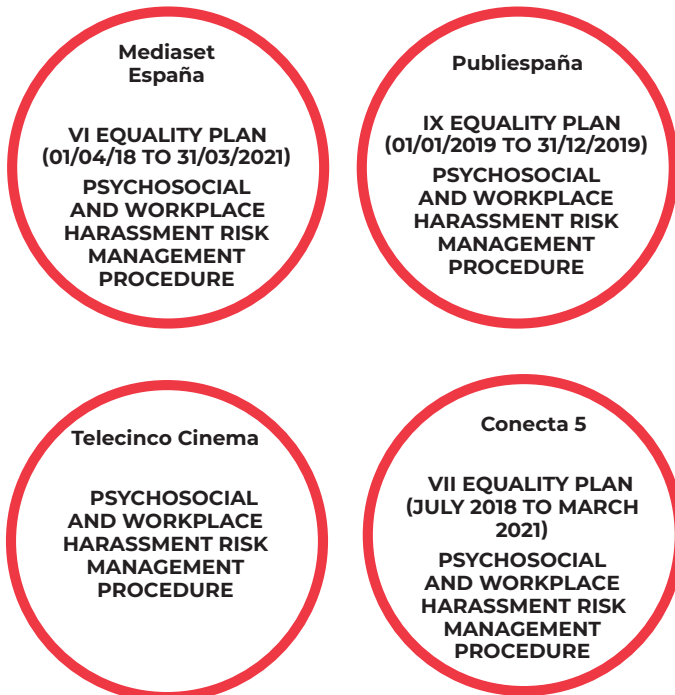 Mediaset
España
VI EQUALITY PLAN
(01/04/18 TO 31/03/2021)
PSYCHOSOCIAL
AND WORKPLACE
HARASSMENT RISK
MANAGEMENT
PROCEDURE
Publiespaña
IX EQUALITY PLAN
(01/01/2019 TO 31/12/2019)
PSYCHOSOCIAL
AND WORKPLACE
HARASSMENT RISK
MANAGEMENT
PROCEDURE
Telecinco Cinema
PSYCHOSOCIAL
AND WORKPLACE
HARASSMENT RISK
MANAGEMENT
PROCEDURE
Conecta 5
VII EQUALITY PLAN
(JULY 2018 TO MARCH
2021)
PSYCHOSOCIAL
AND WORKPLACE
HARASSMENT RISK
MANAGEMENT
PROCEDURE